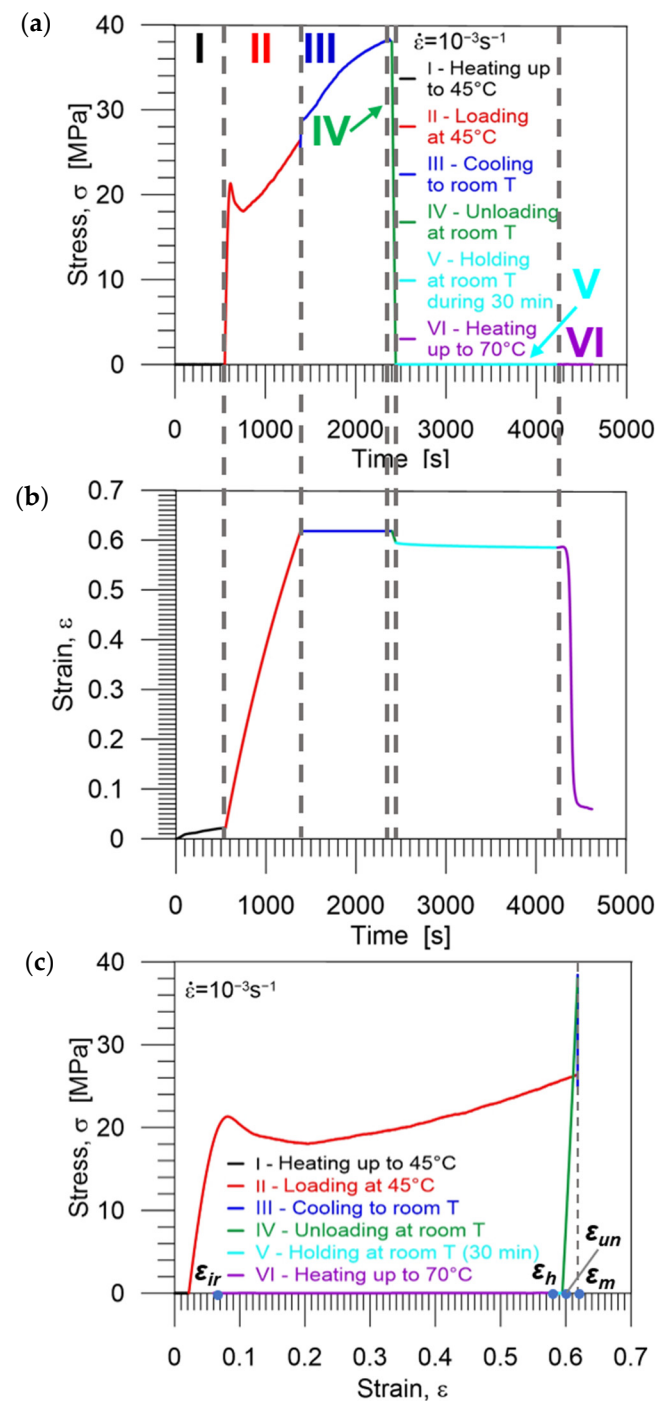 (a)
40
30
20
10
0
Stress, σ [MPa]
I
II
III
IV
V
VI
ε̇=10⁻³s⁻¹
I - Heating up
to 45°C
II - Loading
at 45°C
III - Cooling
to room T
IV - Unloading
at room T
V - Holding
at room T
during 30 min
VI - Heating
up to 70°C
0 1000 2000 3000 4000 5000
Time [s]
(b)
0.7
0.6
0.5
0.4
0.3
0.2
0.1
0
Strain, ε
0 1000 2000 3000 4000 5000
Time [s]
(c)
40
30
20
10
0
Stress, σ [MPa]
ε̇=10⁻³s⁻¹
I - Heating up to 45°C
II - Loading at 45°C
III - Cooling to room T
IV - Unloading at room T
V - Holding at room T (30 min)
VI - Heating up to 70°C
εir
εh
εun
εm
0 0.1 0.2 0.3 0.4 0.5 0.6 0.7
Strain, ε